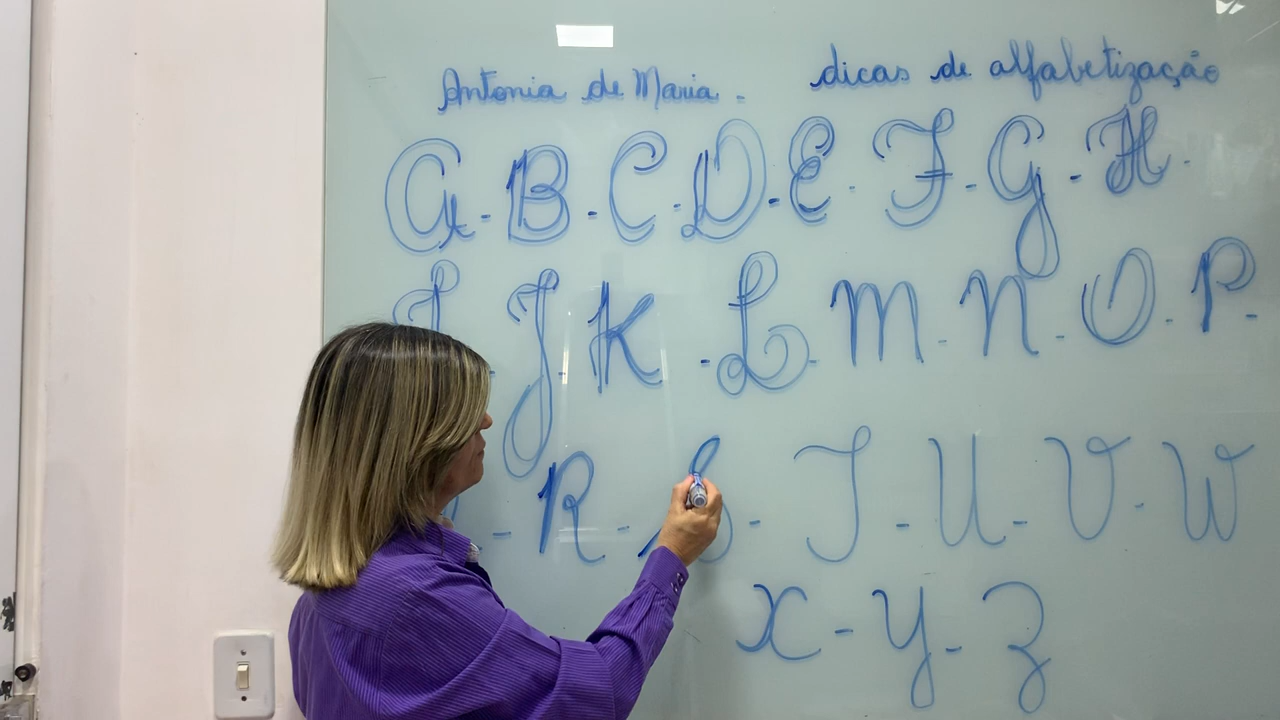 Antonia de Maria. dicas de alfabetização
A - B - C - D - E - F - G - H -
I - J - K - L - M - N - O - P -
- R - S - T - U - V - W
X - Y - Z